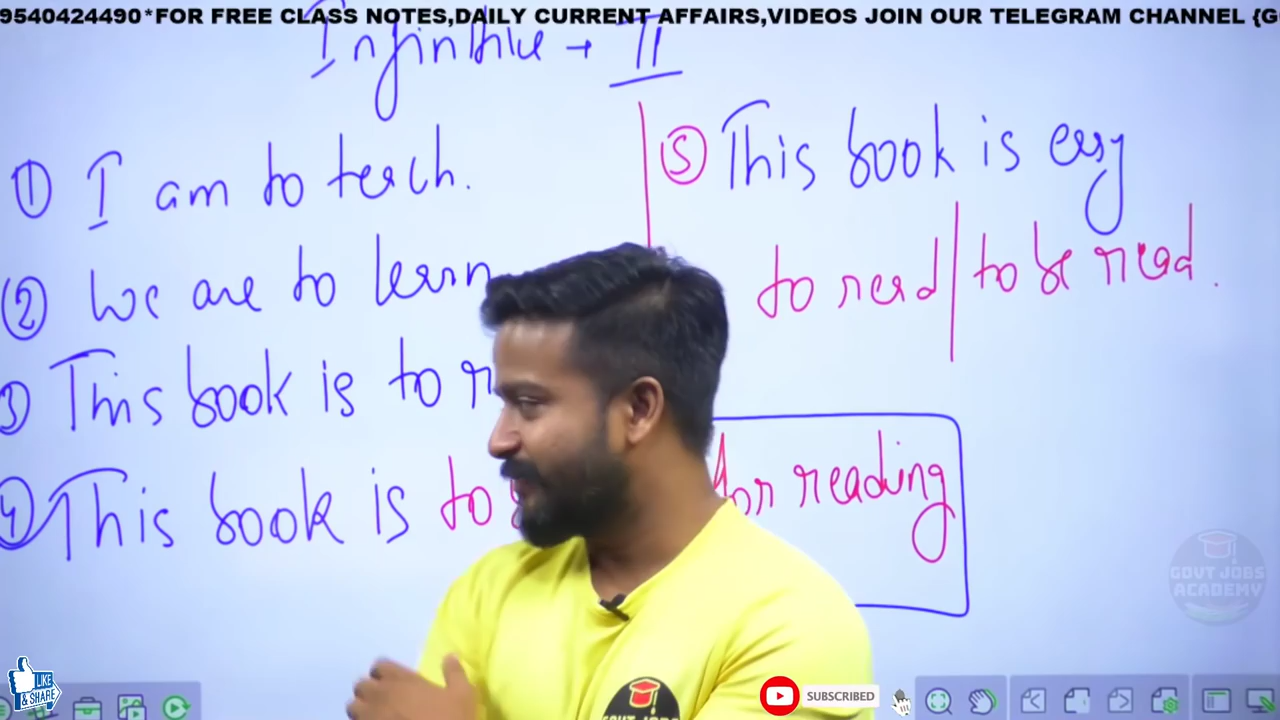 9540424490*FOR FREE CLASS NOTES,DAILY CURRENT AFFAIRS,VIDEOS JOIN OUR TELEGRAM CHANNEL {G
Infinitive → II
① I am to teach.
② We are to learn
③ This book is to r
④ This book is to for reading
⑤ This book is easy
to read | to be read.
GOVT JOBS
ACADEMY
LIKE
& SHARE
GOVT JOBS
SUBSCRIBED